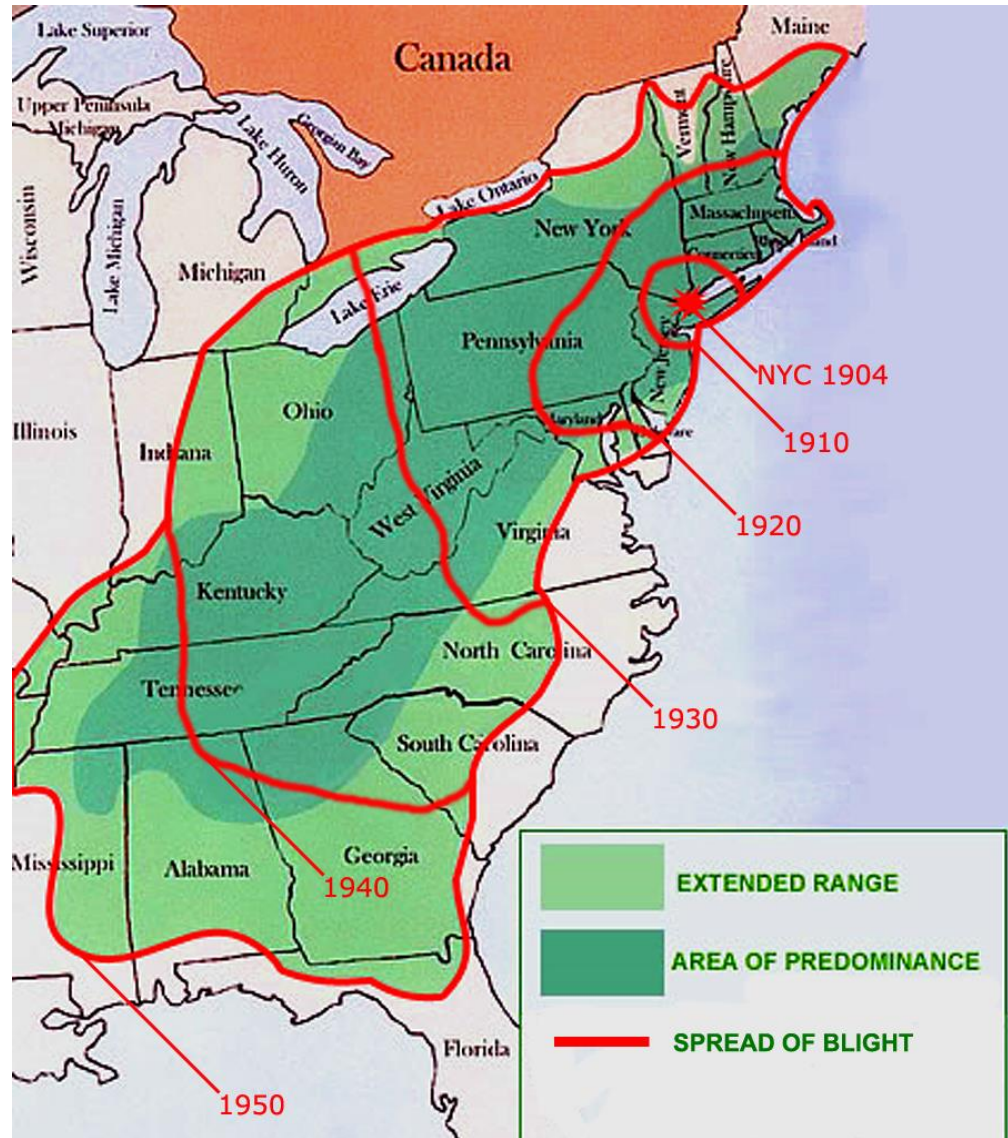 Lake Superior
Maine
Canada
Upper Peninsula
Michigan
Georgian Bay
Lake Huron
Vermont
New Hampshire
Lake Ontario
Wisconsin
Lake Michigan
Michigan
New York
Massachusetts
Connecticut
Rhode Island
Lake Erie
Pennsylvania
New Jersey
NYC 1904
Ohio
Maryland
Delaware
1910
Illinois
Indiana
West Virginia
1920
Virginia
Kentucky
North Carolina
Tennessee
1930
South Carolina
Mississippi
Alabama
Georgia
1940
EXTENDED RANGE
AREA OF PREDOMINANCE
SPREAD OF BLIGHT
Florida
1950